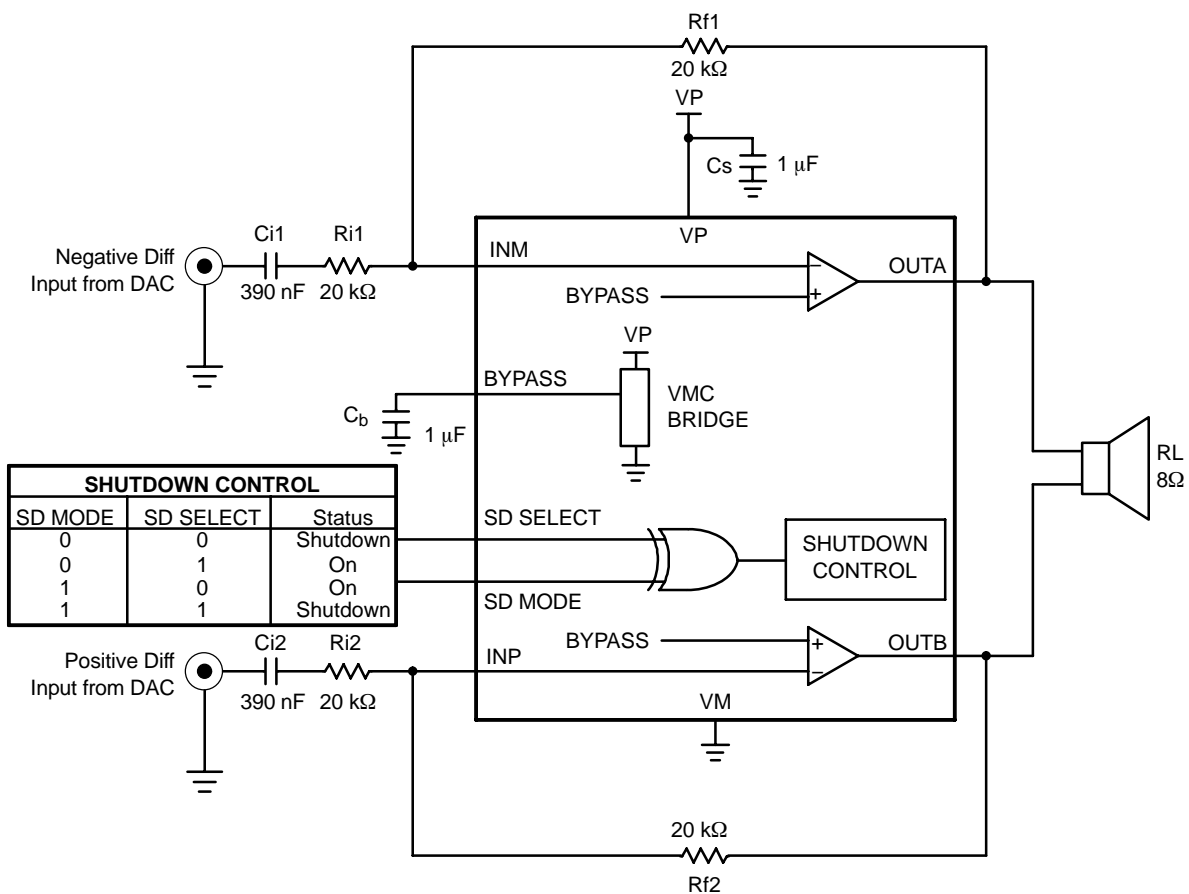 Rf1
20 kΩ
VP
Cs
1 μF
Ci1
Ri1
Negative Diff
Input from DAC
390 nF
20 kΩ
INM
VP
OUTA
BYPASS
VP
BYPASS
VMC
BRIDGE
Cb
1 μF
RL
8Ω
SHUTDOWN CONTROL
SD MODE SD SELECT Status
0 0 Shutdown
0 1 On
1 0 On
1 1 Shutdown
SD SELECT
SHUTDOWN
CONTROL
SD MODE
Ci2
Ri2
Positive Diff
Input from DAC
390 nF
20 kΩ
INP
BYPASS
OUTB
VM
20 kΩ
Rf2